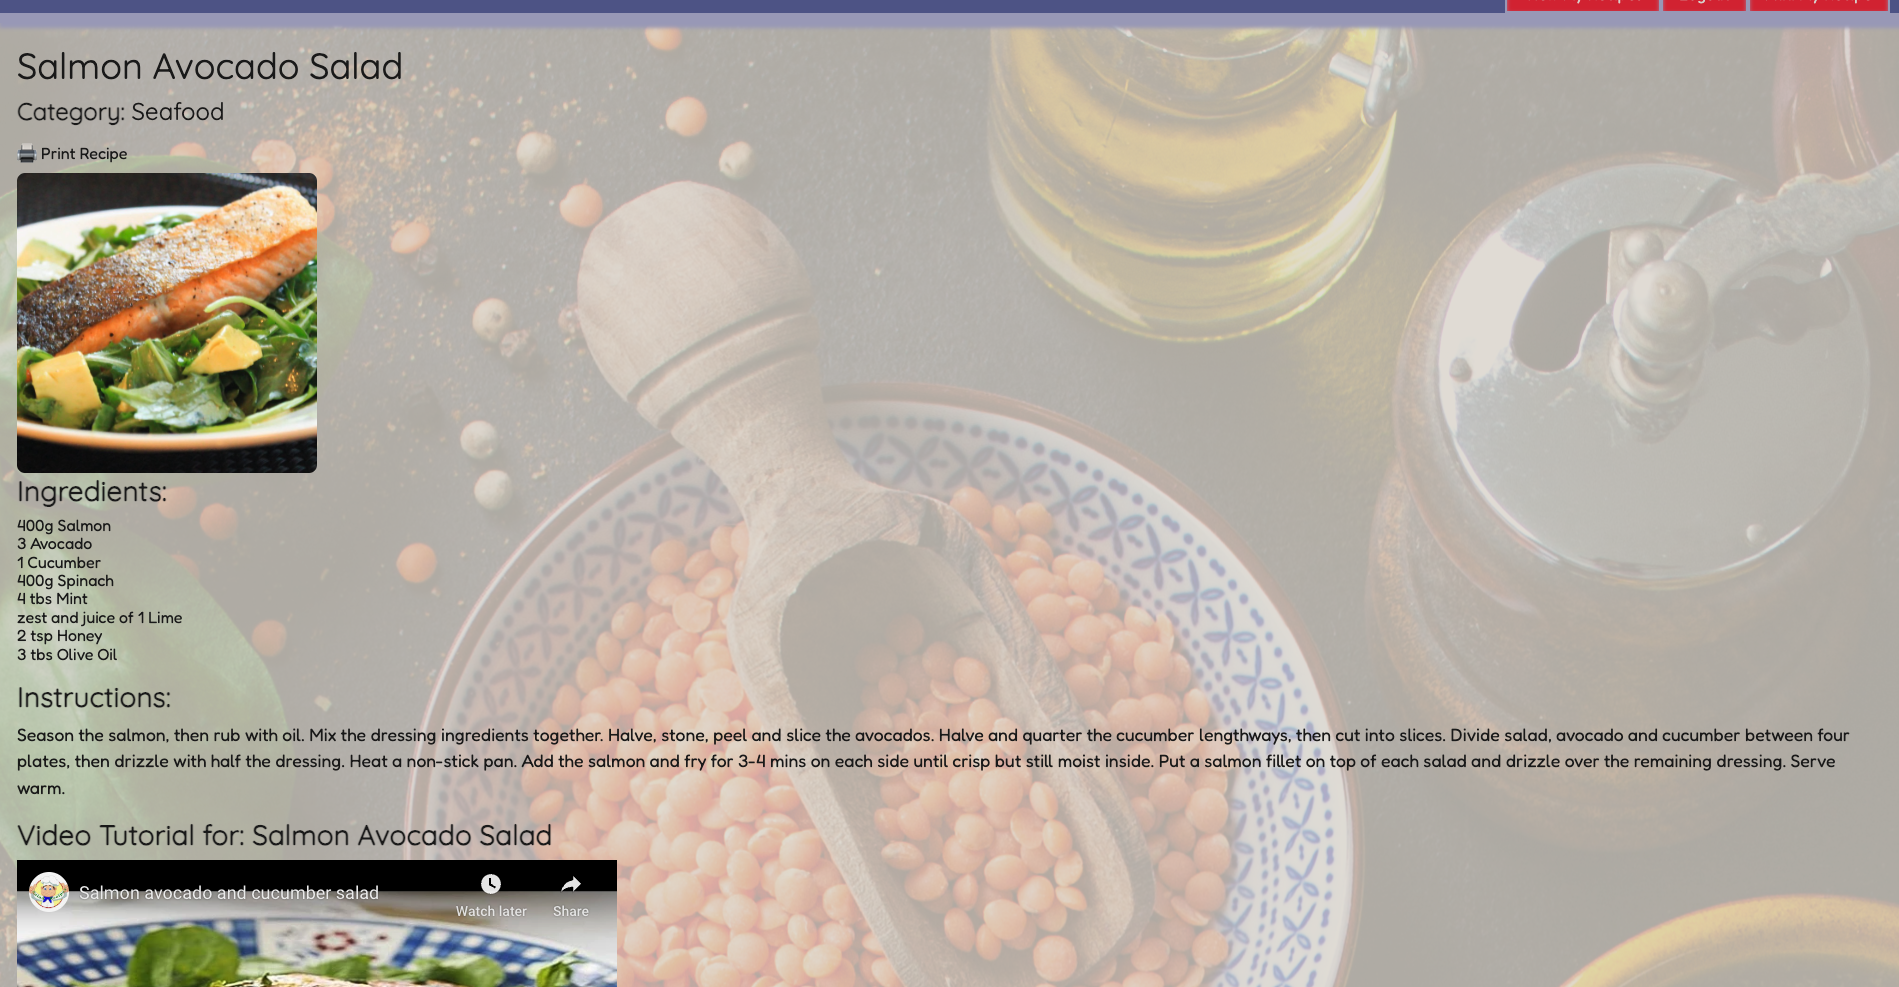 Salmon Avocado Salad
Category: Seafood
Print Recipe
Ingredients:
400g Salmon
3 Avocado
1 Cucumber
400g Spinach
4 tbs Mint
zest and juice of 1 Lime
2 tsp Honey
3 tbs Olive Oil
Instructions:
Season the salmon, then rub with oil. Mix the dressing ingredients together. Halve, stone, peel and slice the avocados. Halve and quarter the cucumber lengthways, then cut into slices. Divide salad, avocado and cucumber between four
plates, then drizzle with half the dressing. Heat a non-stick pan. Add the salmon and fry for 3-4 mins on each side until crisp but still moist inside. Put a salmon fillet on top of each salad and drizzle over the remaining dressing. Serve
warm.
Video Tutorial for: Salmon Avocado Salad
Salmon avocado and cucumber salad
Watch later Share